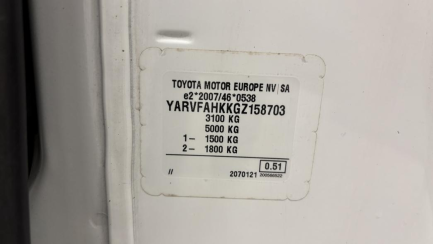 TOYOTA MOTOR EUROPE NV/SA
e2*2007/46*0538
YARVFAHKKGZ158703
3100 KG
5000 KG
1- 1500 KG
2- 1800 KG
0.51
// 2070121